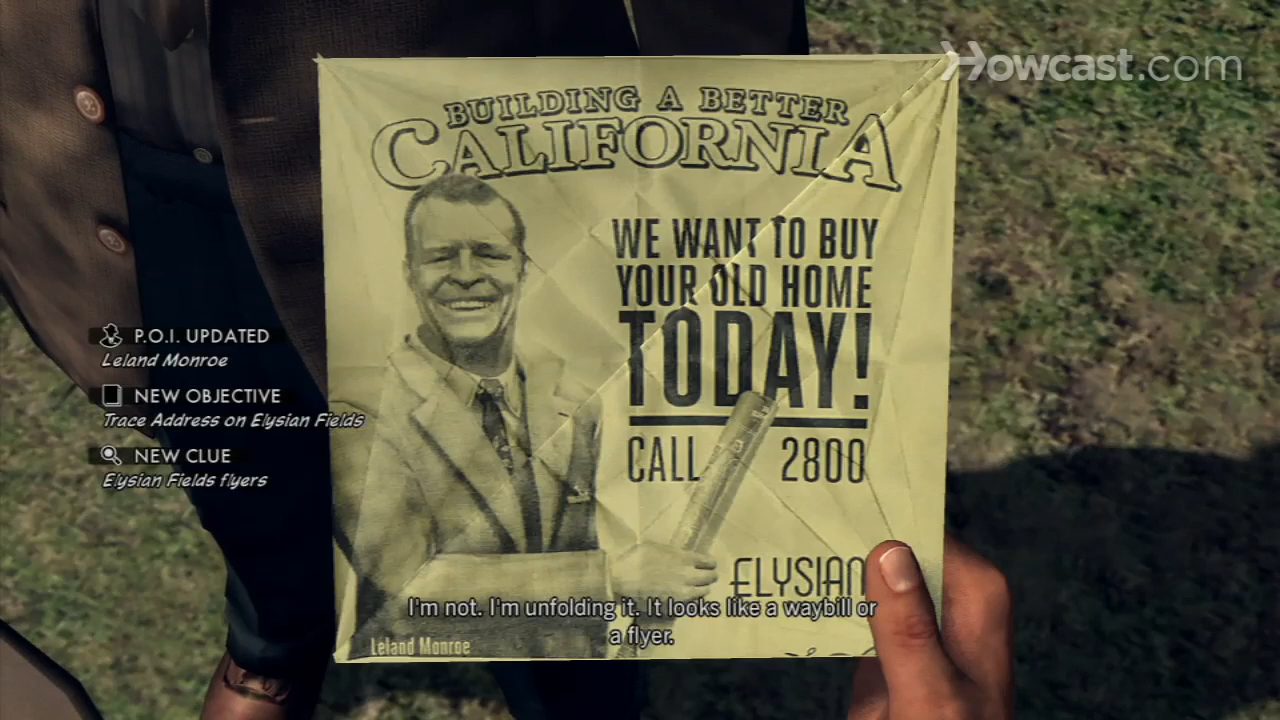 Howcast.com
BUILDING A BETTER
CALIFORNIA
WE WANT TO BUY
YOUR OLD HOME
TODAY!
CALL 2800
P.O.I. UPDATED
Leland Monroe
NEW OBJECTIVE
Trace Address on Elysian Fields
NEW CLUE
Elysian Fields flyers
ELYSIAN
I'm not. I'm unfolding it. It looks like a waybill or
a flyer.
Leland Monroe